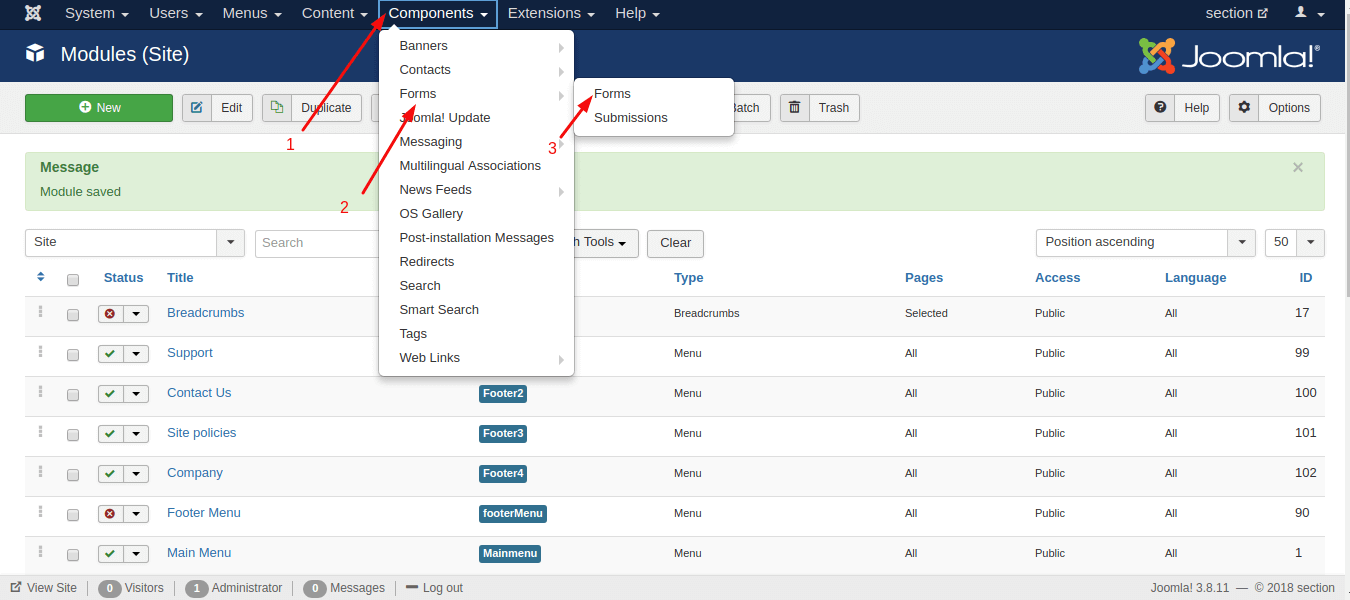 System Users Menus Content Components Extensions Help section
Modules (Site) Joomla!®
New Edit Duplicate Batch Trash Help Options
Banners
Contacts
Forms
Joomla! Update
Messaging
Multilingual Associations
News Feeds
OS Gallery
Post-installation Messages
Redirects
Search
Smart Search
Tags
Web Links
Forms
Submissions
1
2
3
Message
Module saved
Site Search Tools Clear Position ascending 50
Status Title Type Pages Access Language ID
Breadcrumbs Breadcrumbs Selected Public All 17
Support Menu All Public All 99
Contact Us Footer2 Menu All Public All 100
Site policies Footer3 Menu All Public All 101
Company Footer4 Menu All Public All 102
Footer Menu footerMenu Menu All Public All 90
Main Menu Mainmenu Menu All Public All 1
View Site 0 Visitors 1 Administrator 0 Messages Log out Joomla! 3.8.11 — © 2018 section